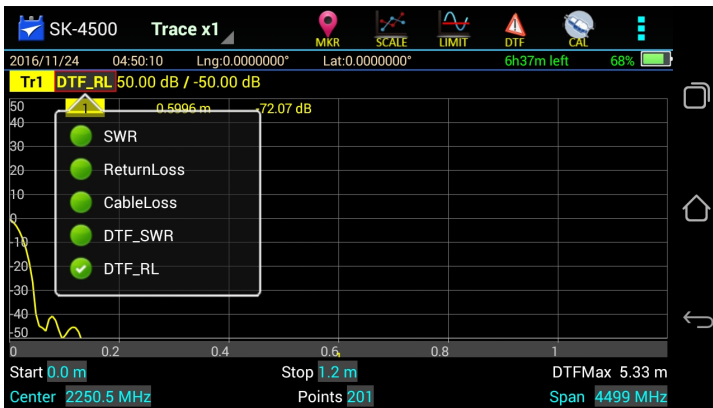 SK-4500 Trace x1 MKR SCALE LIMIT DTF CAL
2016/11/24 04:50:10 Lng:0.0000000° Lat:0.0000000° 6h37m left 68%
Tr1 DTF_RL 50.00 dB / -50.00 dB
50
1 0.5996 m -72.07 dB
40
SWR
30
20 ReturnLoss
10 CableLoss
0
DTF_SWR
-10
-20 DTF_RL
-30
-40
-50
0 0.2 0.4 0.6 0.8 1
Start 0.0 m Stop 1.2 m DTFMax 5.33 m
Center 2250.5 MHz Points 201 Span 4499 MHz